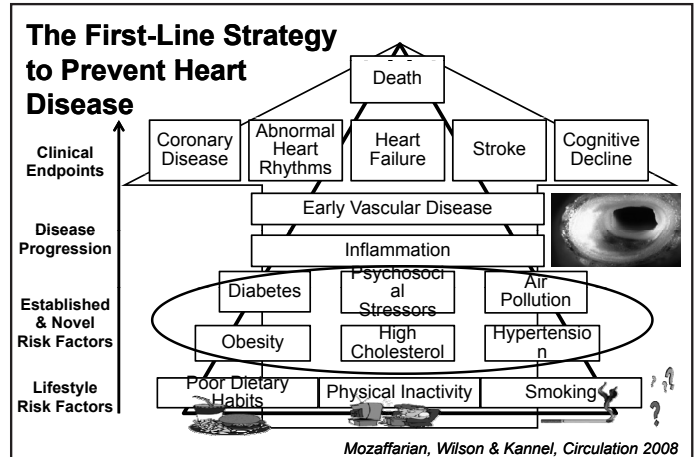 The First-Line Strategy
to Prevent Heart
Disease
Death
Clinical
Endpoints
Coronary
Disease
Abnormal
Heart
Rhythms
Heart
Failure
Stroke
Cognitive
Decline
Disease
Progression
Early Vascular Disease
Inflammation
Established
& Novel
Risk Factors
Diabetes
Psychosoci
al
Stressors
Air
Pollution
Obesity
High
Cholesterol
Hypertensio
n
Lifestyle
Risk Factors
Poor Dietary
Habits
Physical Inactivity
Smoking
???
?
Mozaffarian, Wilson & Kannel, Circulation 2008